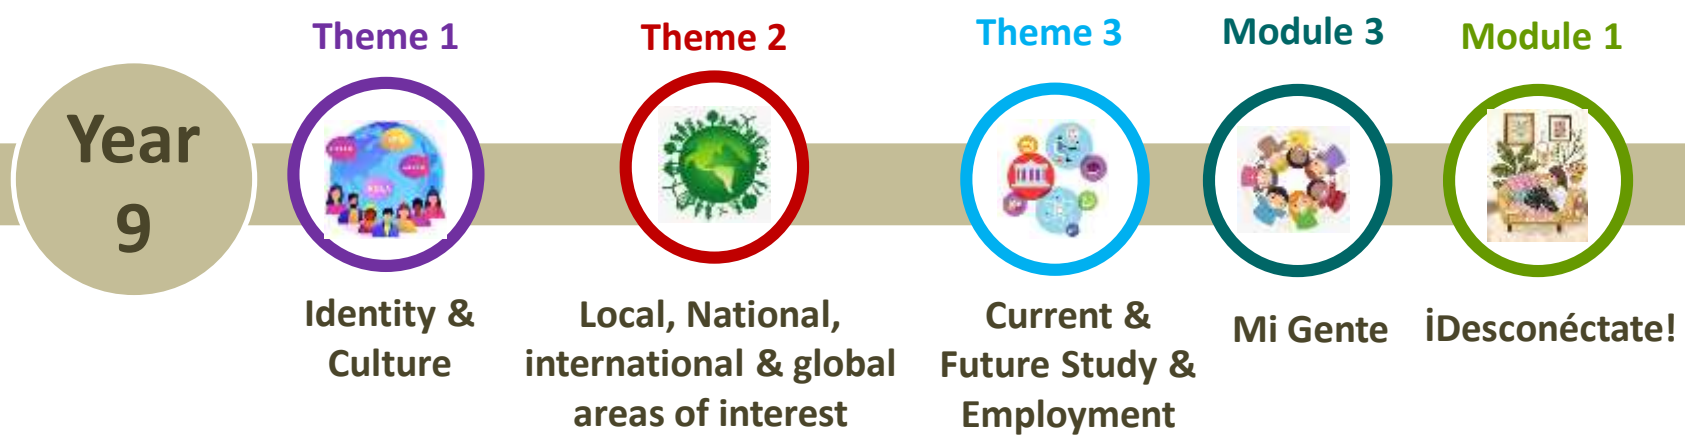 Year
9
Theme 1
Identity &
Culture
Theme 2
Local, National,
international & global
areas of interest
Theme 3
Current &
Future Study &
Employment
Module 3
Mi Gente
Module 1
¡Desconéctate!